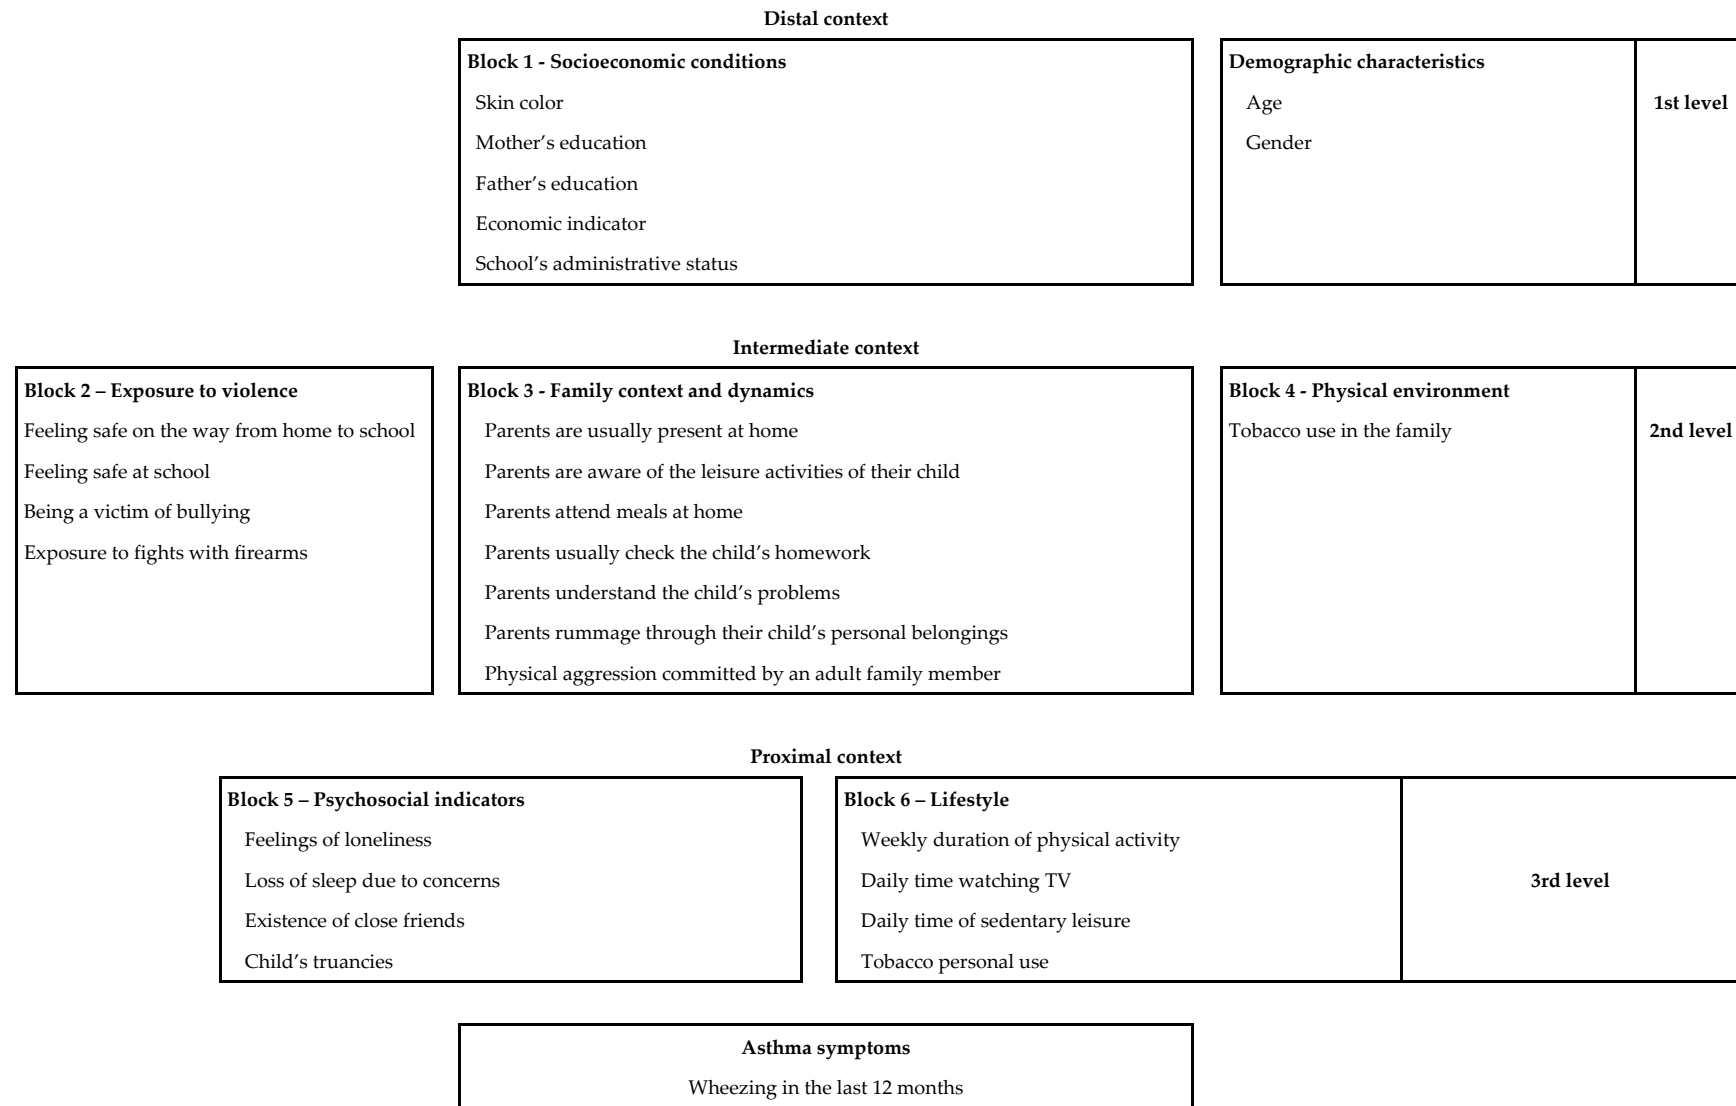 Distal context
Block 1 - Socioeconomic conditions
Skin color
Mother’s education
Father’s education
Economic indicator
School’s administrative status
Demographic characteristics
Age
Gender
1st level
Intermediate context
Block 2 – Exposure to violence
Feeling safe on the way from home to school
Feeling safe at school
Being a victim of bullying
Exposure to fights with firearms
Block 3 - Family context and dynamics
Parents are usually present at home
Parents are aware of the leisure activities of their child
Parents attend meals at home
Parents usually check the child’s homework
Parents understand the child’s problems
Parents rummage through their child’s personal belongings
Physical aggression committed by an adult family member
Block 4 - Physical environment
Tobacco use in the family
2nd level
Proximal context
Block 5 – Psychosocial indicators
Feelings of loneliness
Loss of sleep due to concerns
Existence of close friends
Child’s truancies
Block 6 – Lifestyle
Weekly duration of physical activity
Daily time watching TV
Daily time of sedentary leisure
Tobacco personal use
3rd level
Asthma symptoms
Wheezing in the last 12 months